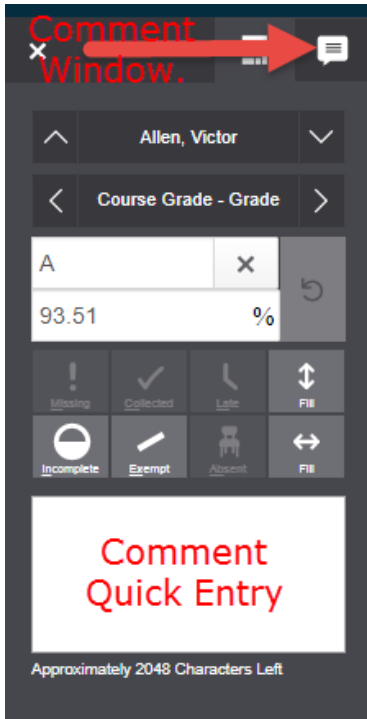 Comment
Window.
Allen, Victor
Course Grade - Grade
A
93.51 %
Missing Collected Late Fill
Incomplete Exempt Absent Fill
Comment
Quick Entry
Approximately 2048 Characters Left